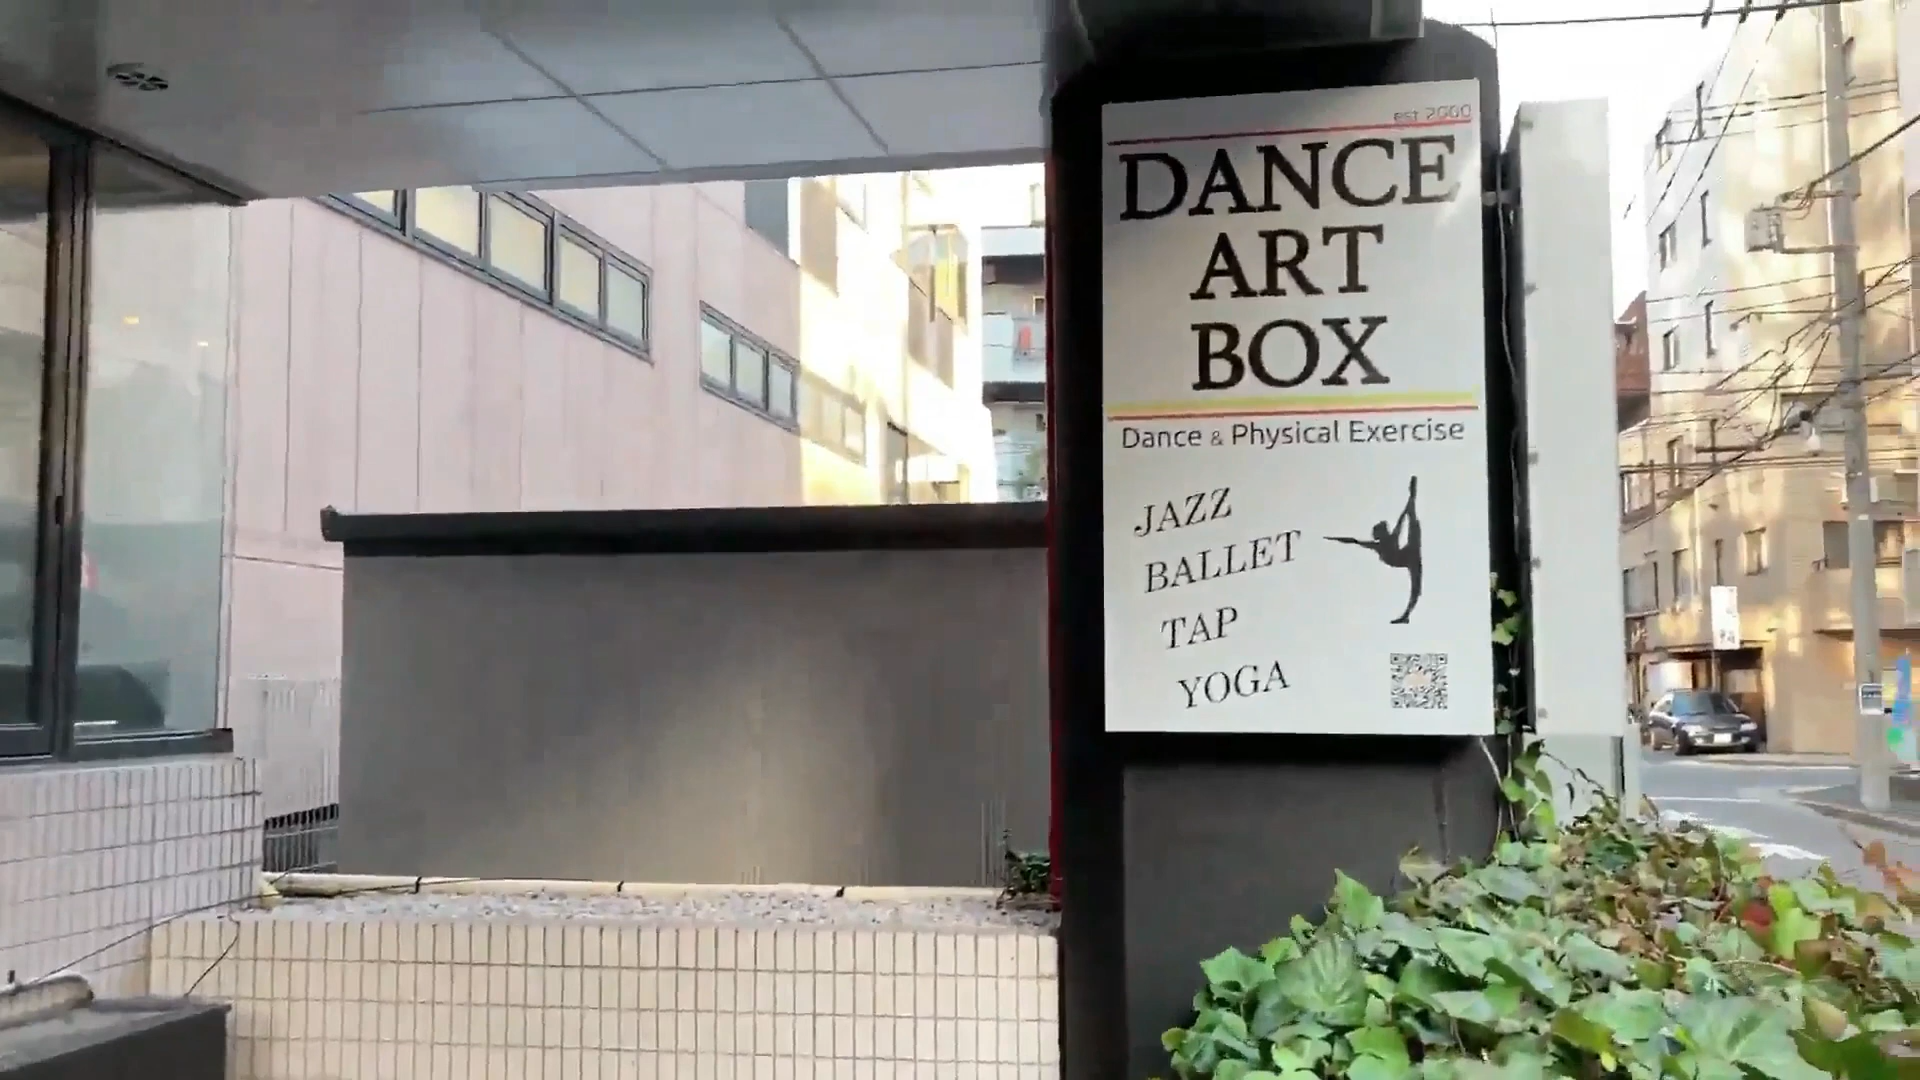 est 2000
DANCE
ART
BOX
Dance & Physical Exercise
JAZZ
BALLET
TAP
YOGA